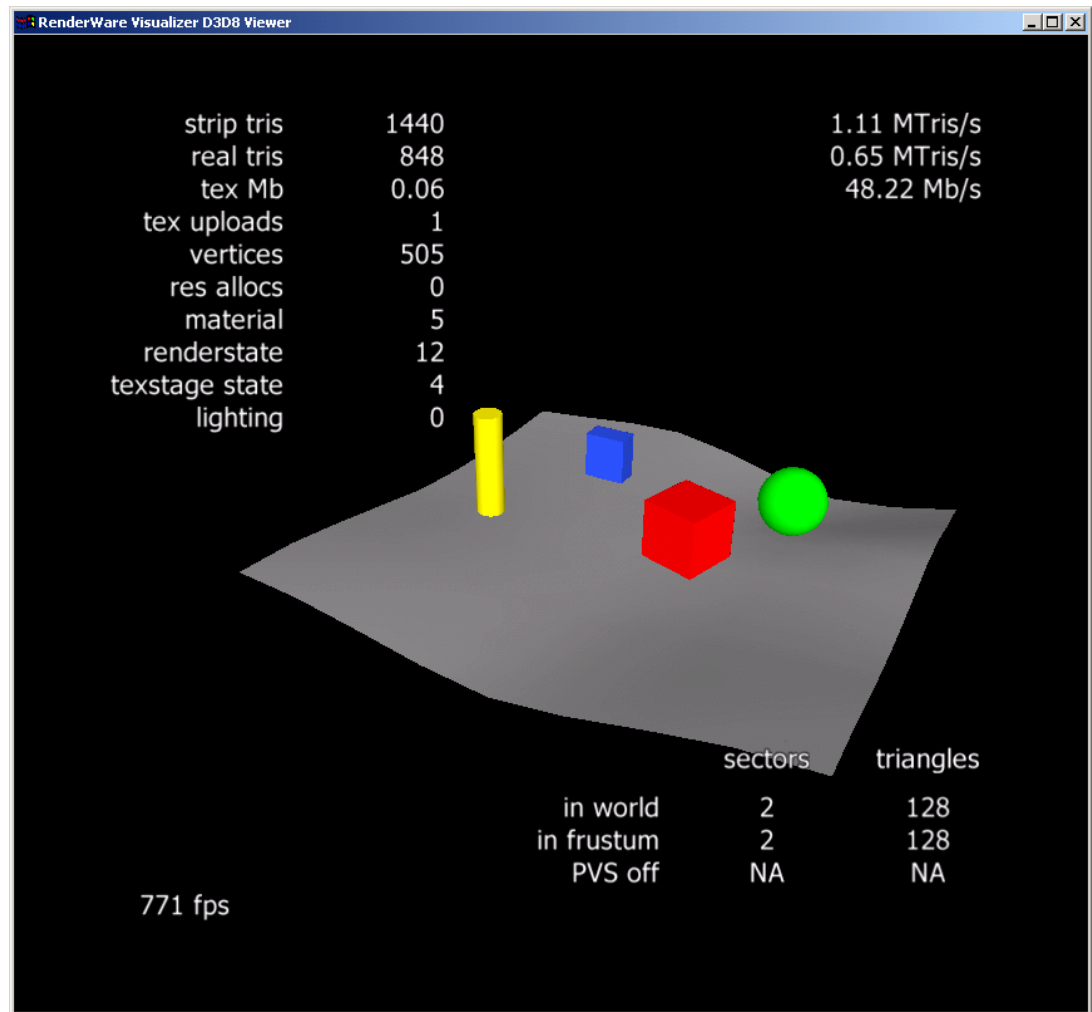 RenderWare Visualizer D3D8 Viewer
strip tris 1440 1.11 MTris/s
real tris 848 0.65 MTris/s
tex Mb 0.06 48.22 Mb/s
tex uploads 1
vertices 505
res allocs 0
material 5
renderstate 12
texstage state 4
lighting 0
sectors triangles
in world 2 128
in frustum 2 128
PVS off NA NA
771 fps